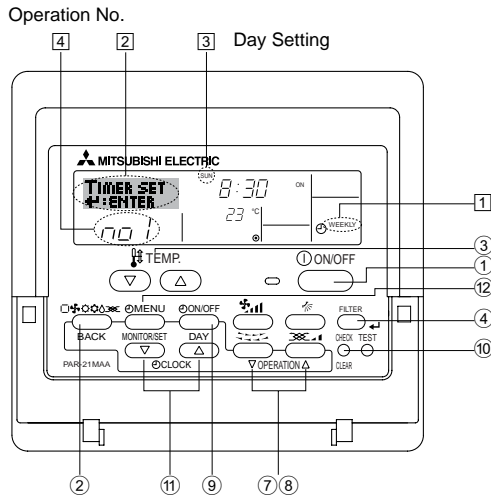 Operation No.
4 2 3 Day Setting
MITSUBISHI ELECTRIC
SUN
TIMER SET
↵:ENTER
8:30 ON
23 °C
no 1
WEEKLY
1
TEMP.
ON/OFF
3
1
12
MENU ON/OFF
FILTER
4
BACK MONITOR/SET DAY
CHECK TEST
10
PAR-21MAA
CLOCK
▽OPERATION△
CLEAR
2 11 9 7 8